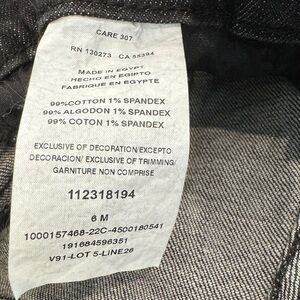 CARE 307
RN 130273 CA 55394
MADE IN EGYPT
HECHO EN EGIPTO
FABRIQUE EN EGYPTE
99%COTTON 1% SPANDEX
99% ALGODON 1% SPANDEX
99% COTON 1% SPANDEX
EXCLUSIVE OF DECORATION/EXCEPTO
DECORACION/ EXCLUSIVE OF TRIMMING/
GARNITURE NON COMPRISE
112318194
6 M
1000157468-22C-4500180541
191684596351
V91-LOT 5-LINE26